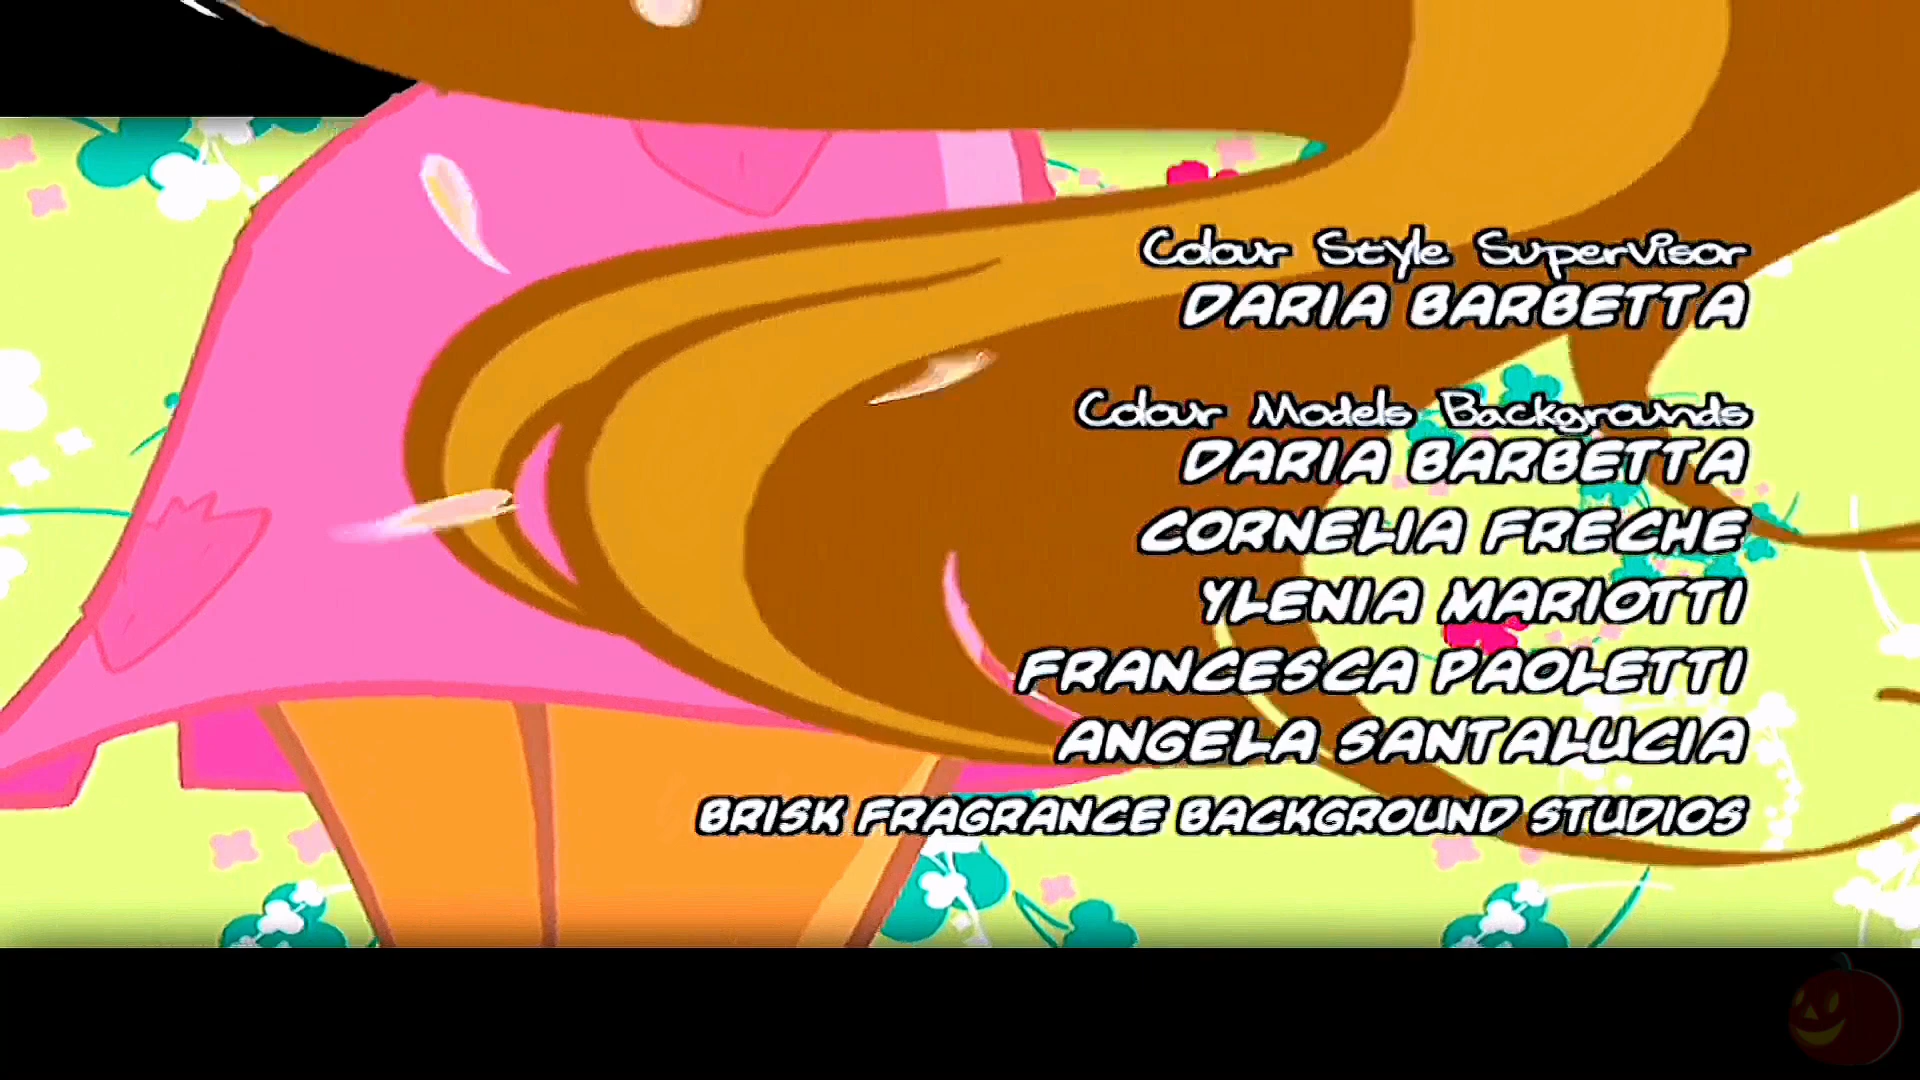 Colour Style Supervisor
DARIA BARBETTA
Colour Models Backgrounds
DARIA BARBETTA
CORNELIA FRECHE
YLENIA MARIOTTI
FRANCESCA PAOLETTI
ANGELA SANTALUCIA
BRISK FRAGRANCE BACKGROUND STUDIOS